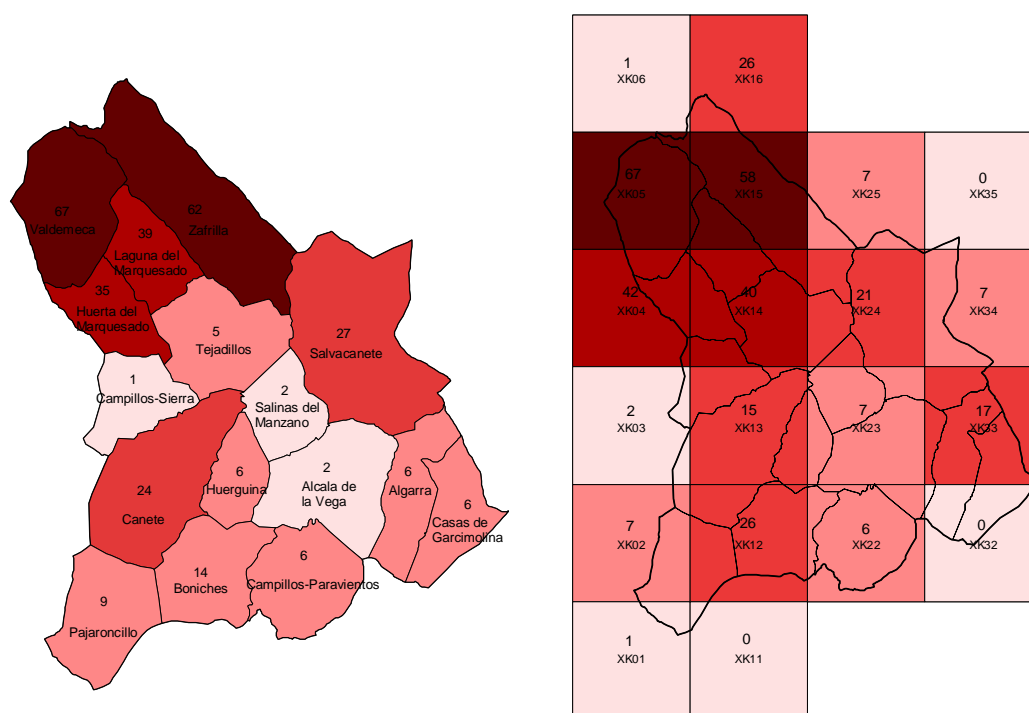 67
Valdemeca
62
Zafrilla
39
Laguna del
Marquesado
35
Huerta del
Marquesado
5
Tejadillos
27
Salvacanete
1
Campillos-Sierra
2
Salinas del
Manzano
24
Canete
6
Huerguina
2
Alcala de
la Vega
6
Algarra
6
Casas de
Garcimolina
14
Boniches
6
Campillos-Paravientos
9
Pajaroncillo
1
XK06
26
XK16
67
XK05
58
XK15
7
XK25
0
XK35
42
XK04
40
XK14
21
XK24
7
XK34
2
XK03
15
XK13
7
XK23
17
XK33
7
XK02
26
XK12
6
XK22
0
XK32
1
XK01
0
XK11